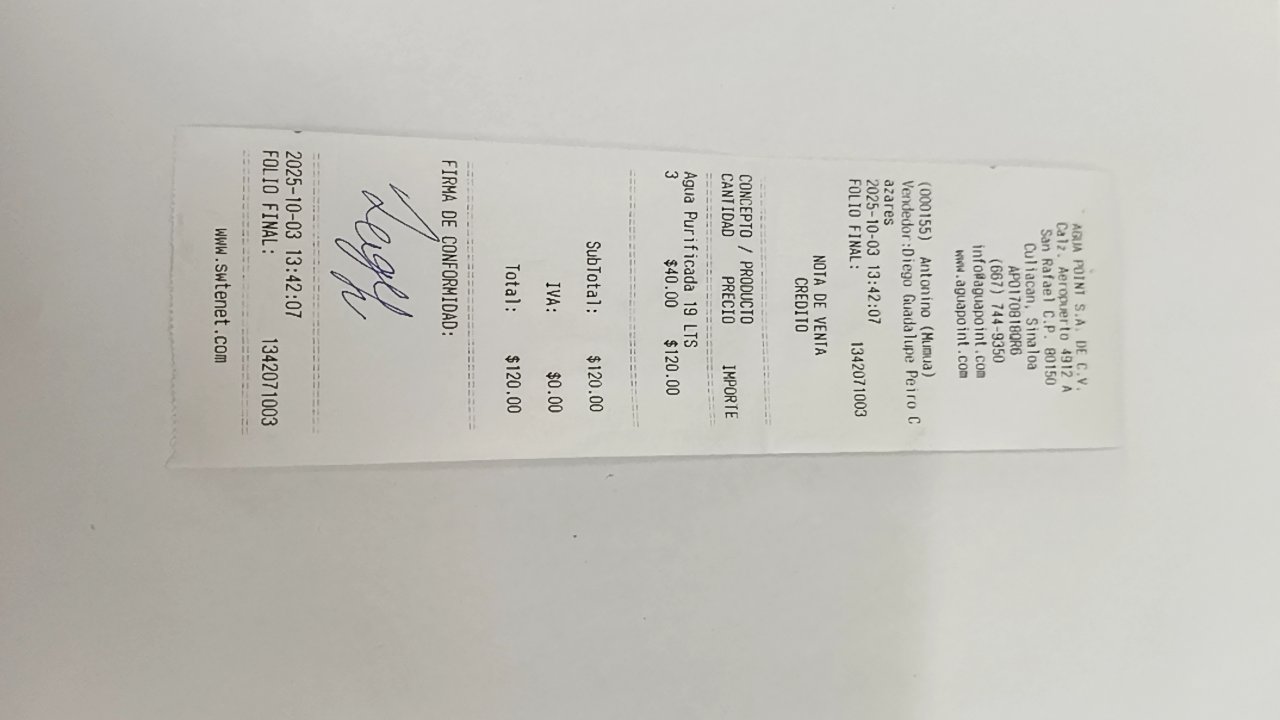 AGUA POINT S.A. DE C.V.
Calz. Aeropuerto 4912 A
San Rafael C.P. 80150
Culiacan, Sinaloa
APO1708180R6
(667) 744-9350
info@aguapoint.com
www.aguapoint.com
(000155) Antonino (Mumua)
Vendedor:Diego Guadalupe Peiro C
azares
2025-10-03 13:42:07
FOLIO FINAL: 1342071003
NOTA DE VENTA
CREDITO
CONCEPTO / PRODUCTO
CANTIDAD PRECIO IMPORTE
Agua Purificada 19 LTS
3 $40.00 $120.00
SubTotal: $120.00
IVA: $0.00
Total: $120.00
FIRMA DE CONFORMIDAD:
2025-10-03 13:42:07
FOLIO FINAL: 1342071003
www.swtenet.com